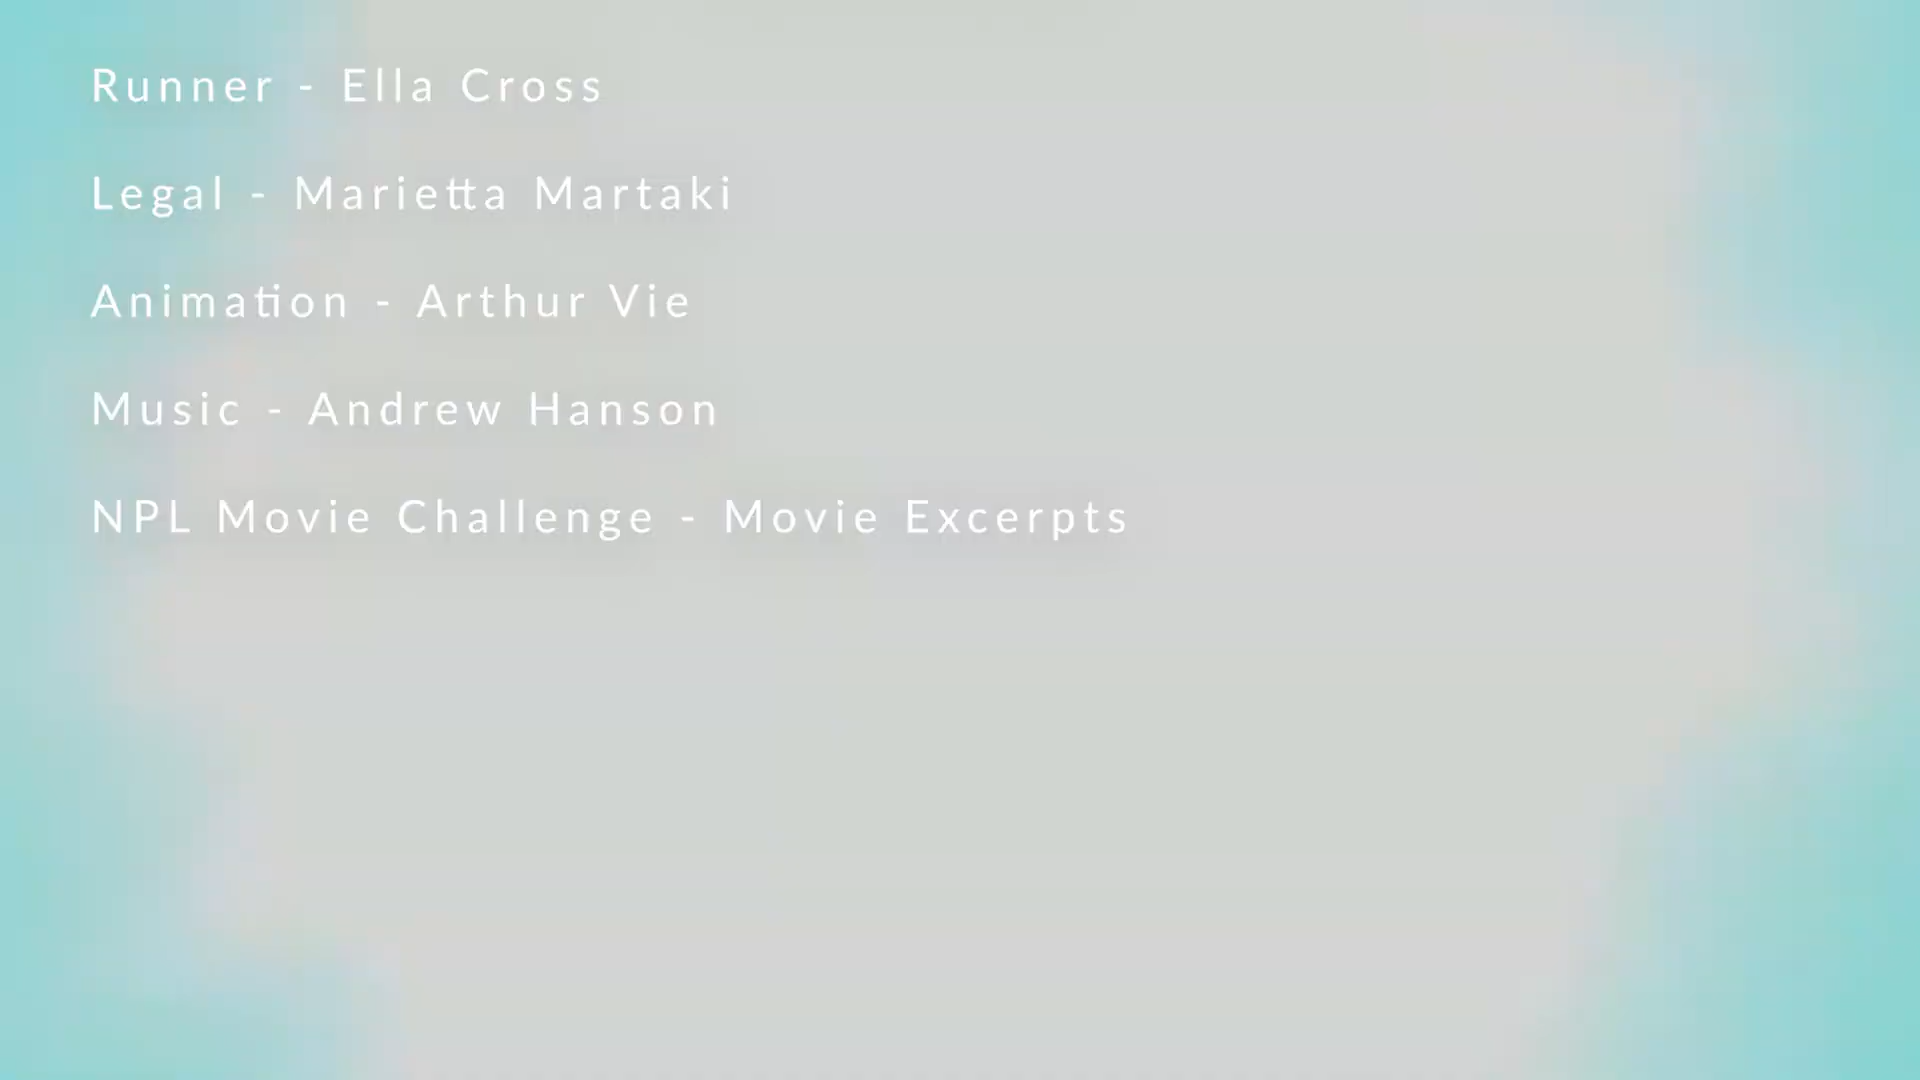 Runner - Ella Cross
Legal - Marietta Martaki
Animation - Arthur Vie
Music - Andrew Hanson
NPL Movie Challenge - Movie Excerpts